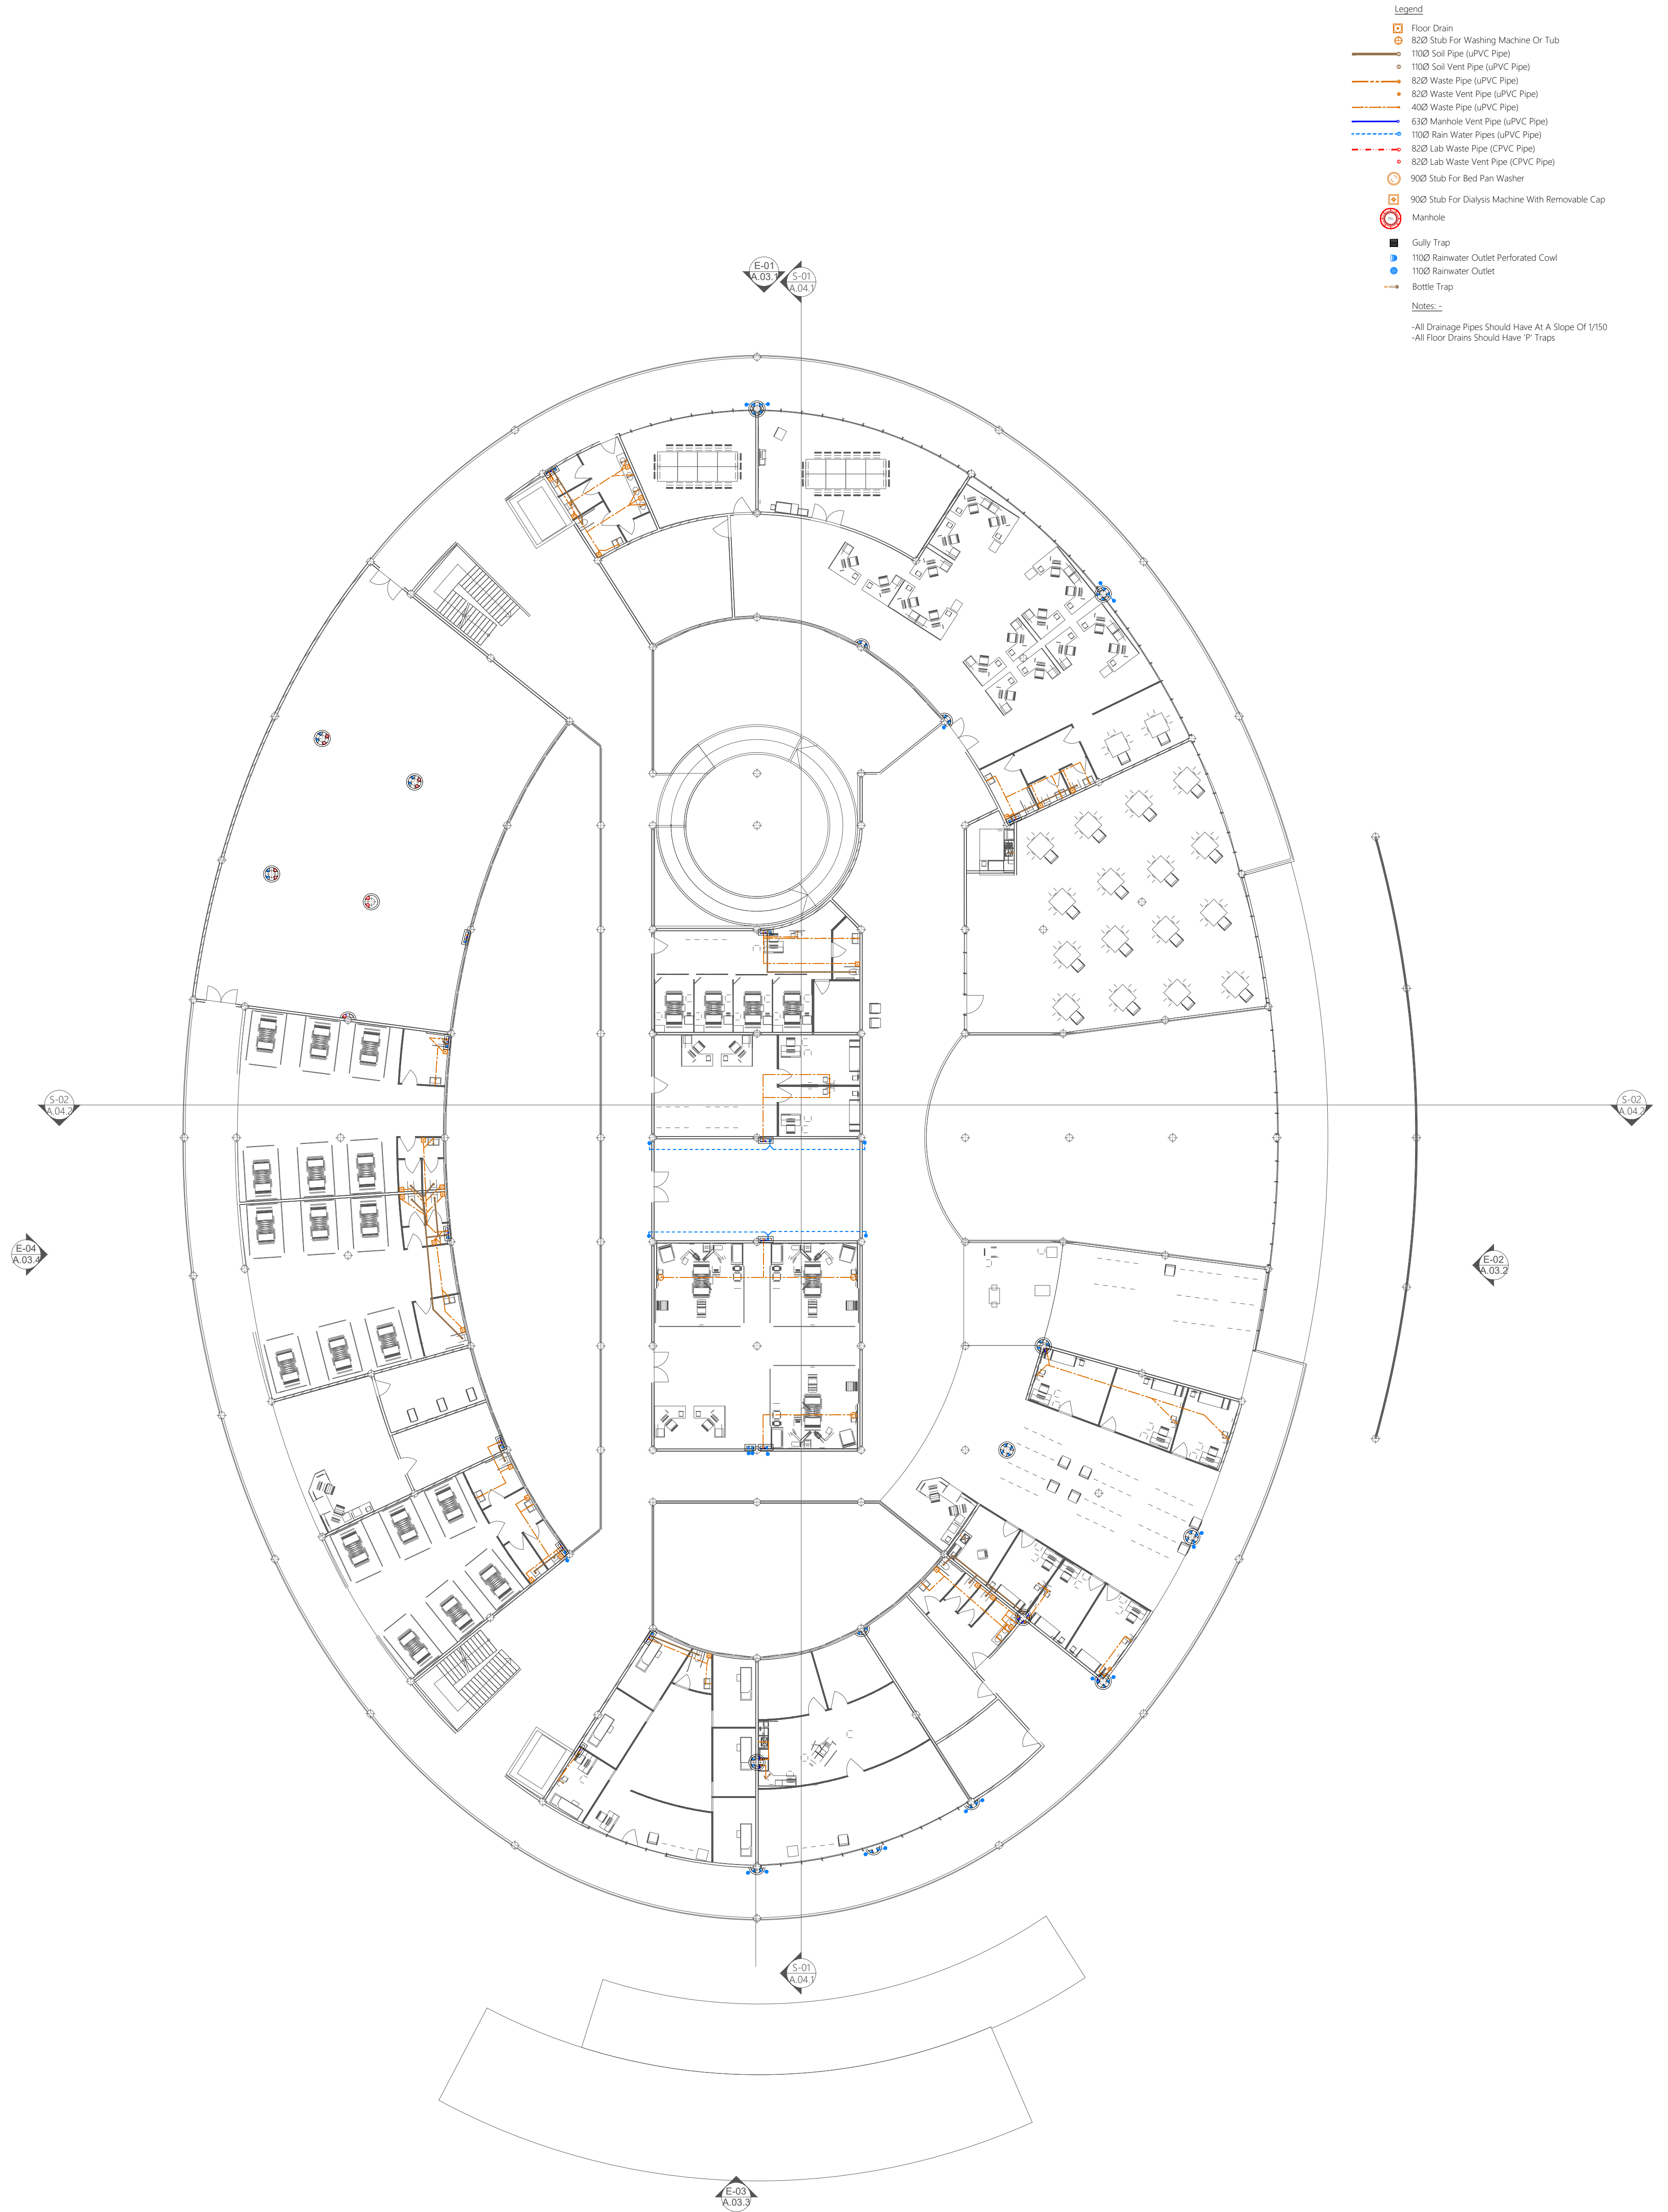 Legend
Floor Drain
82Ø Stub For Washing Machine Or Tub
110Ø Soil Pipe (uPVC Pipe)
110Ø Soil Vent Pipe (uPVC Pipe)
82Ø Waste Pipe (uPVC Pipe)
82Ø Waste Vent Pipe (uPVC Pipe)
40Ø Waste Pipe (uPVC Pipe)
63Ø Manhole Vent Pipe (uPVC Pipe)
110Ø Rain Water Pipes (uPVC Pipe)
82Ø Lab Waste Pipe (CPVC Pipe)
82Ø Lab Waste Vent Pipe (CPVC Pipe)
90Ø Stub For Bed Pan Washer
90Ø Stub For Dialysis Machine With Removable Cap
Manhole
Gully Trap
110Ø Rainwater Outlet Perforated Cowl
110Ø Rainwater Outlet
Bottle Trap
Notes: -
-All Drainage Pipes Should Have At A Slope Of 1/150
-All Floor Drains Should Have 'P' Traps
E-01
A.03.1
S-01
A.04.1
S-02
A.04.2
S-02
A.04.2
E-04
A.03.4
E-02
A.03.2
S-01
A.04.1
E-03
A.03.3